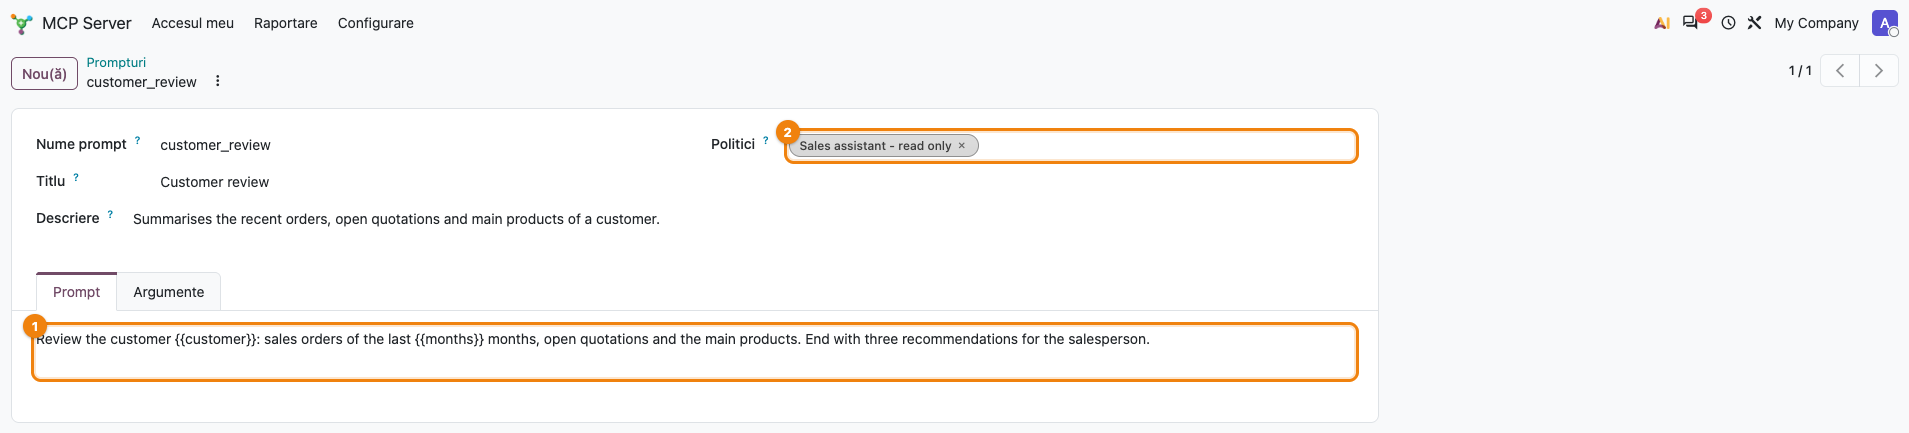 MCP Server Accesul meu Raportare Configurare 3 My Company A
Nou(ă) Prompturi
customer_review
1 / 1
Nume prompt ? customer_review
Titlu ? Customer review
Descriere ? Summarises the recent orders, open quotations and main products of a customer.
Politici ? 2 Sales assistant - read only ×
Prompt Argumente
1
Review the customer {{customer}}: sales orders of the last {{months}} months, open quotations and the main products. End with three recommendations for the salesperson.